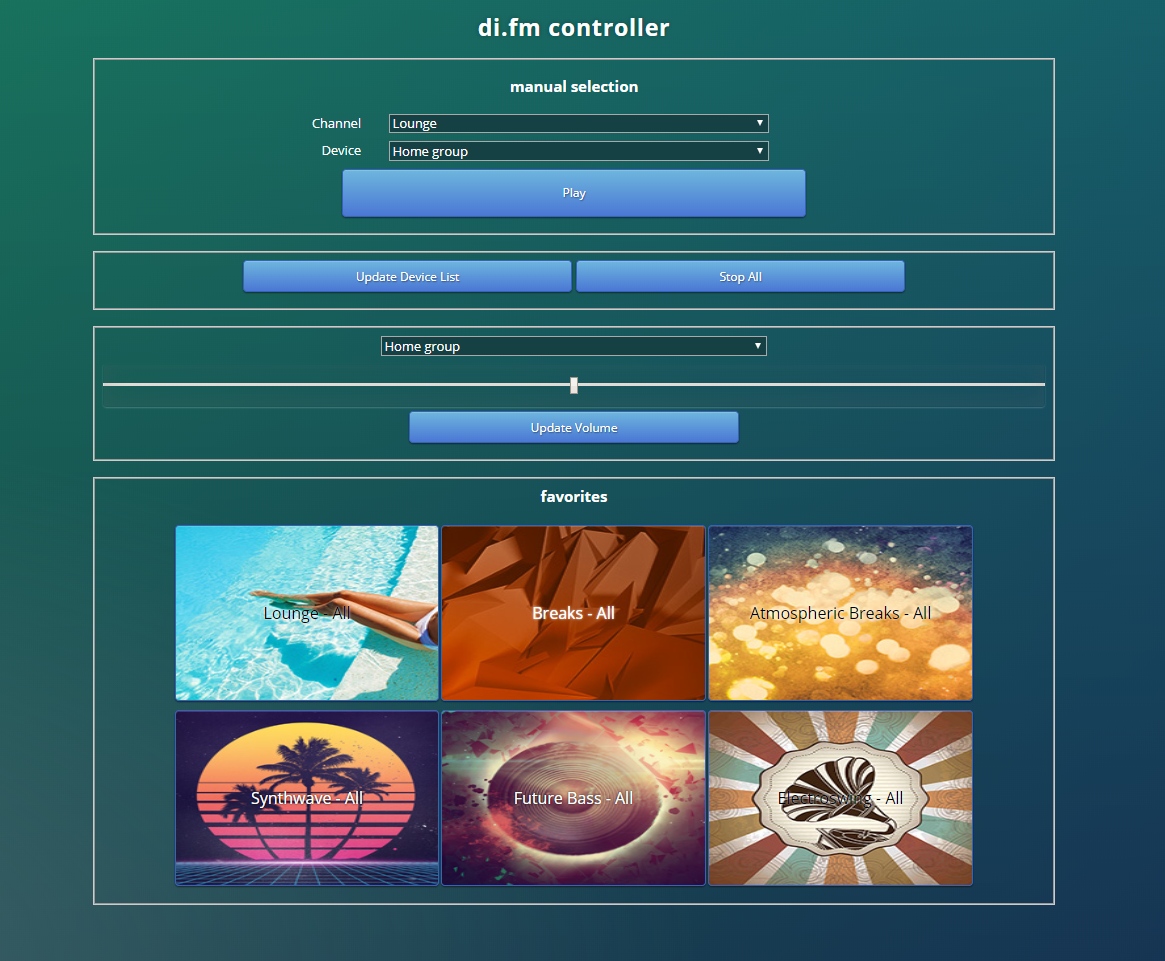 di.fm controller
manual selection
Channel Lounge
Device Home group
Play
Update Device List Stop All
Home group
Update Volume
favorites
Lounge - All Breaks - All Atmospheric Breaks - All
Synthwave - All Future Bass - All Electroswing - All